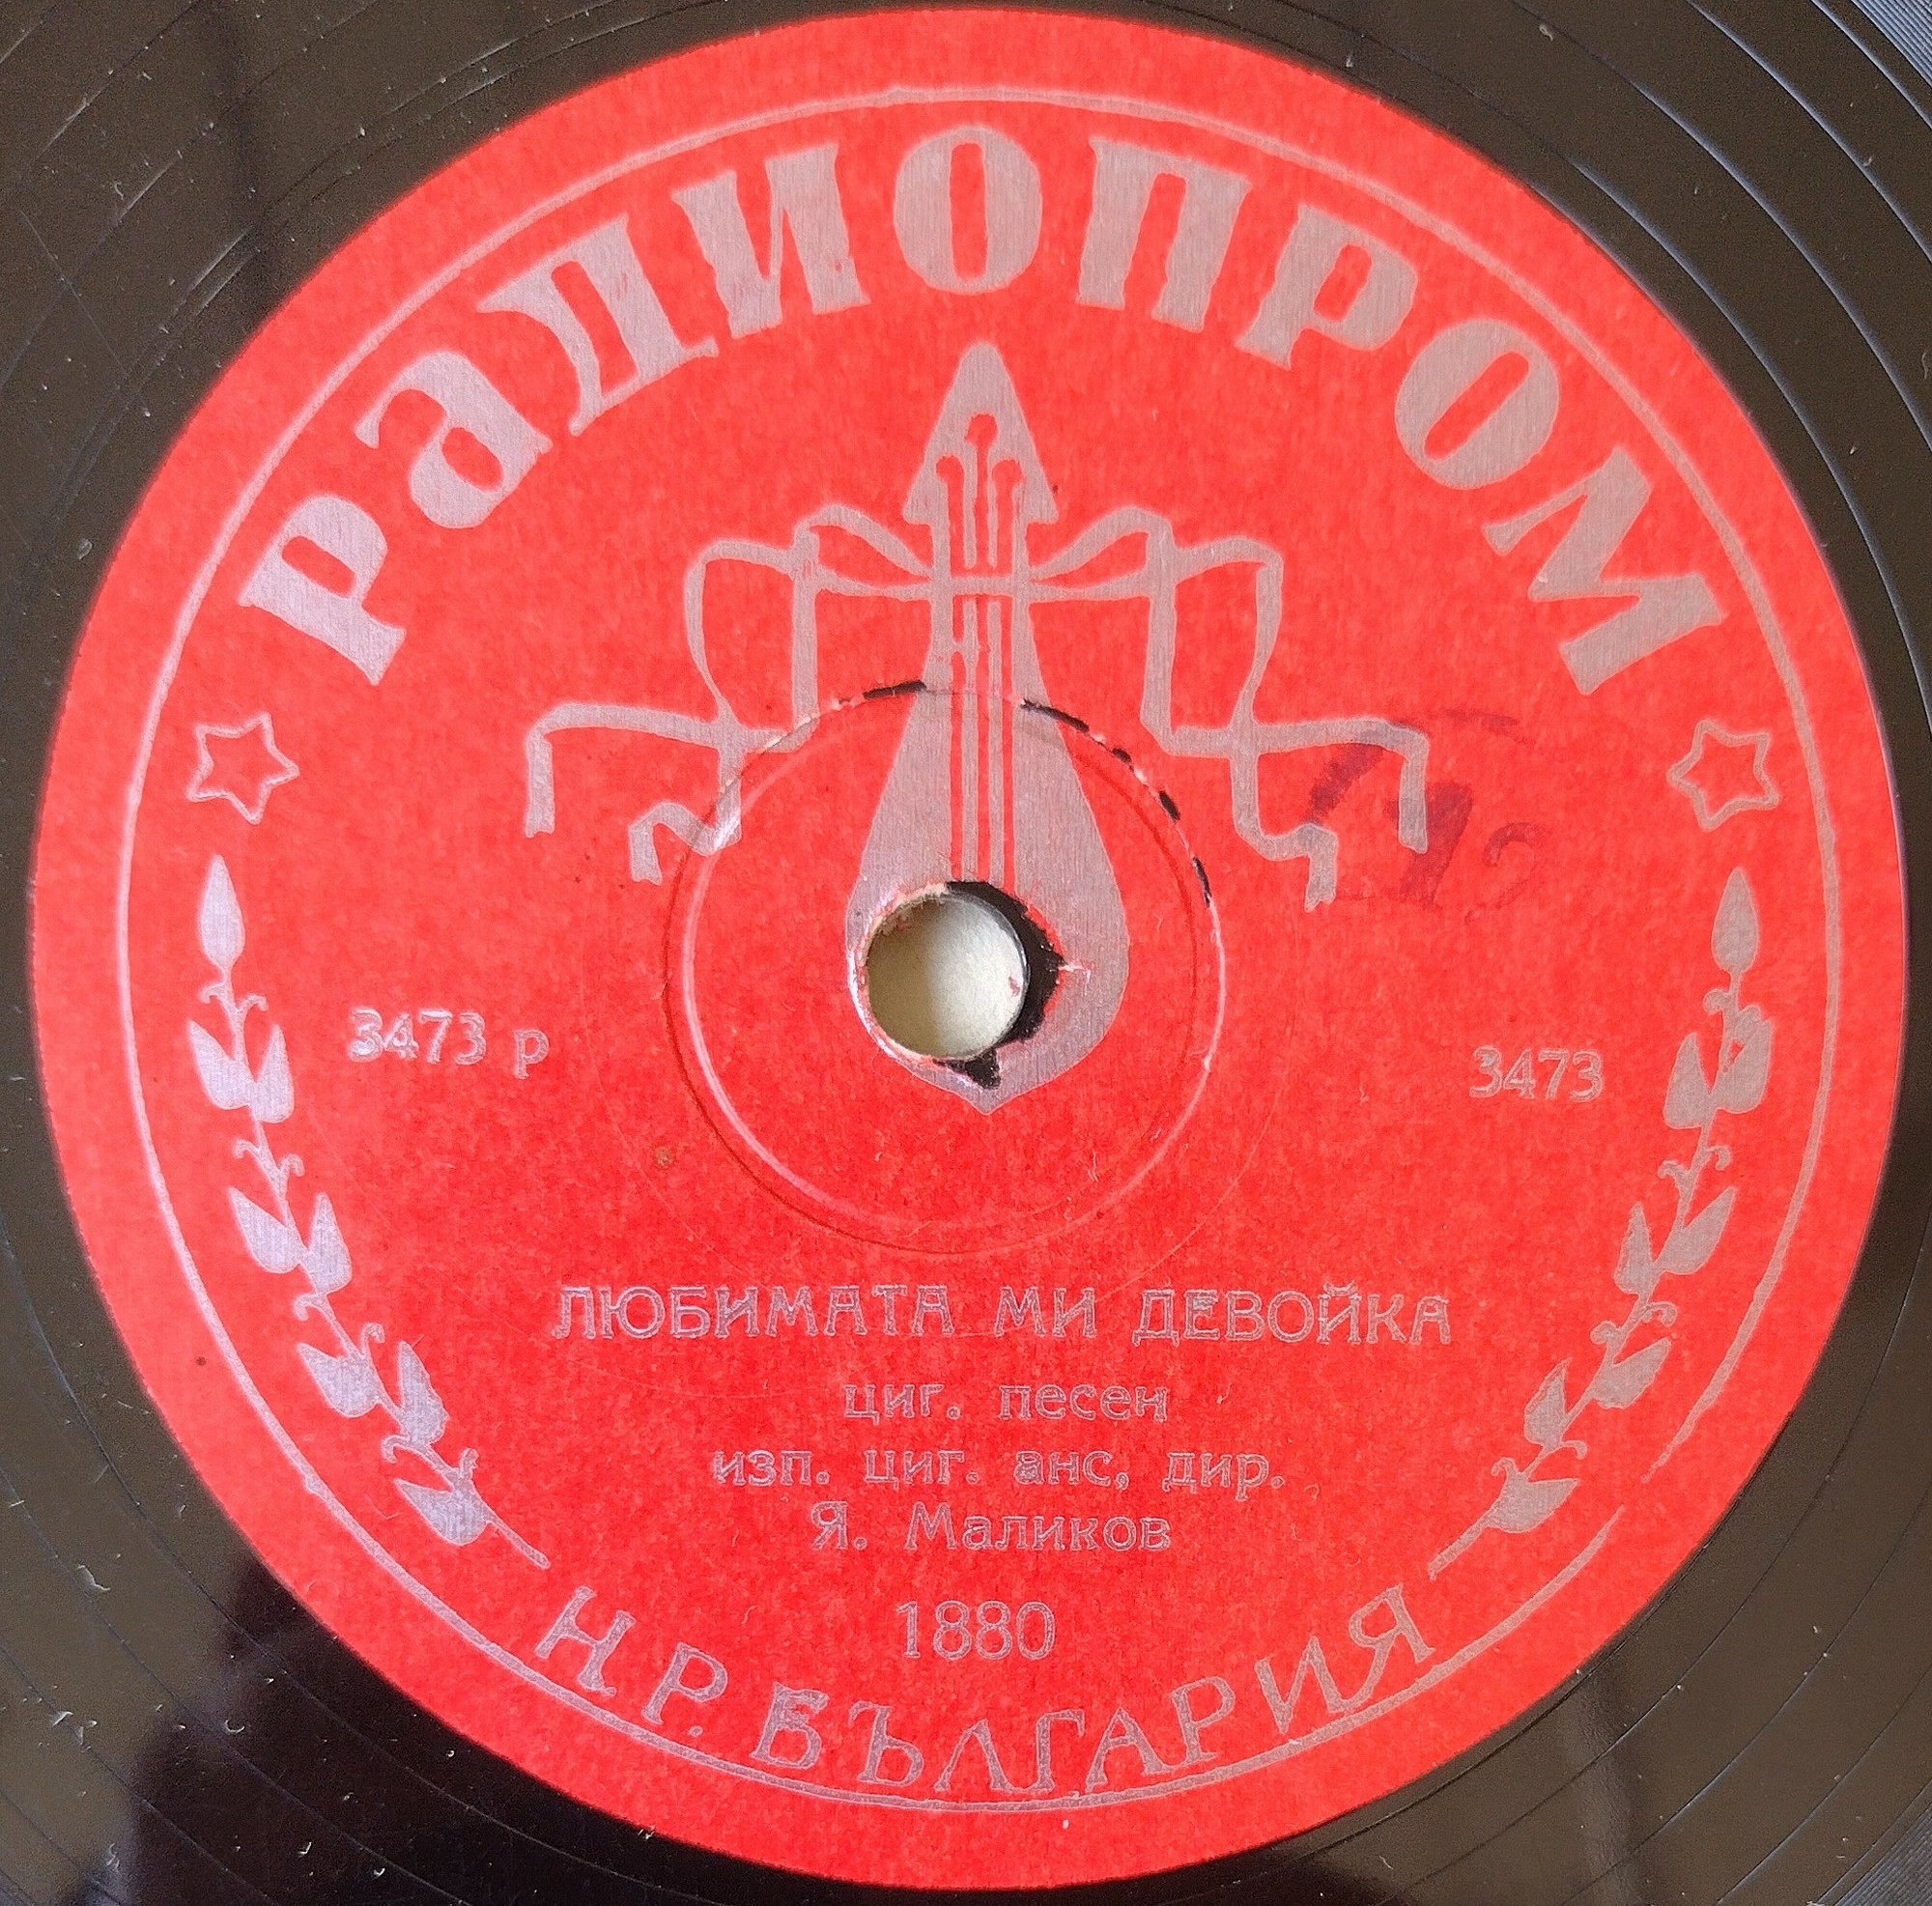 РАДИОПРОМ
3473 р
3473
ЛЮБИМАТА МИ ДЕВОЙКА
циг. песен
изп. циг. анс, дир.
Я. Маликов
1880
Н.Р. БЪЛГАРИЯ